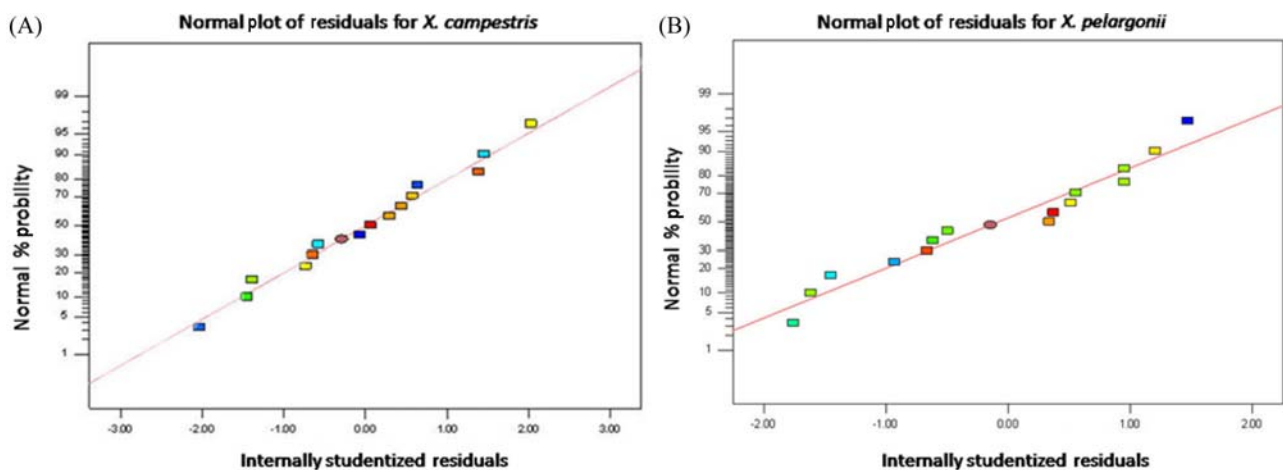 (A)
Normal plot of residuals for X. campestris
Normal % probility
99
95
90
80
70
50
30
20
10
5
1
-3.00 -2.00 -1.00 0.00 1.00 2.00 3.00
Internally studentized residuals
(B)
Normal plot of residuals for X. pelargonii
Normal % probility
99
95
90
80
70
50
30
20
10
5
1
-2.00 -1.00 0.00 1.00 2.00
Internally studentized residuals